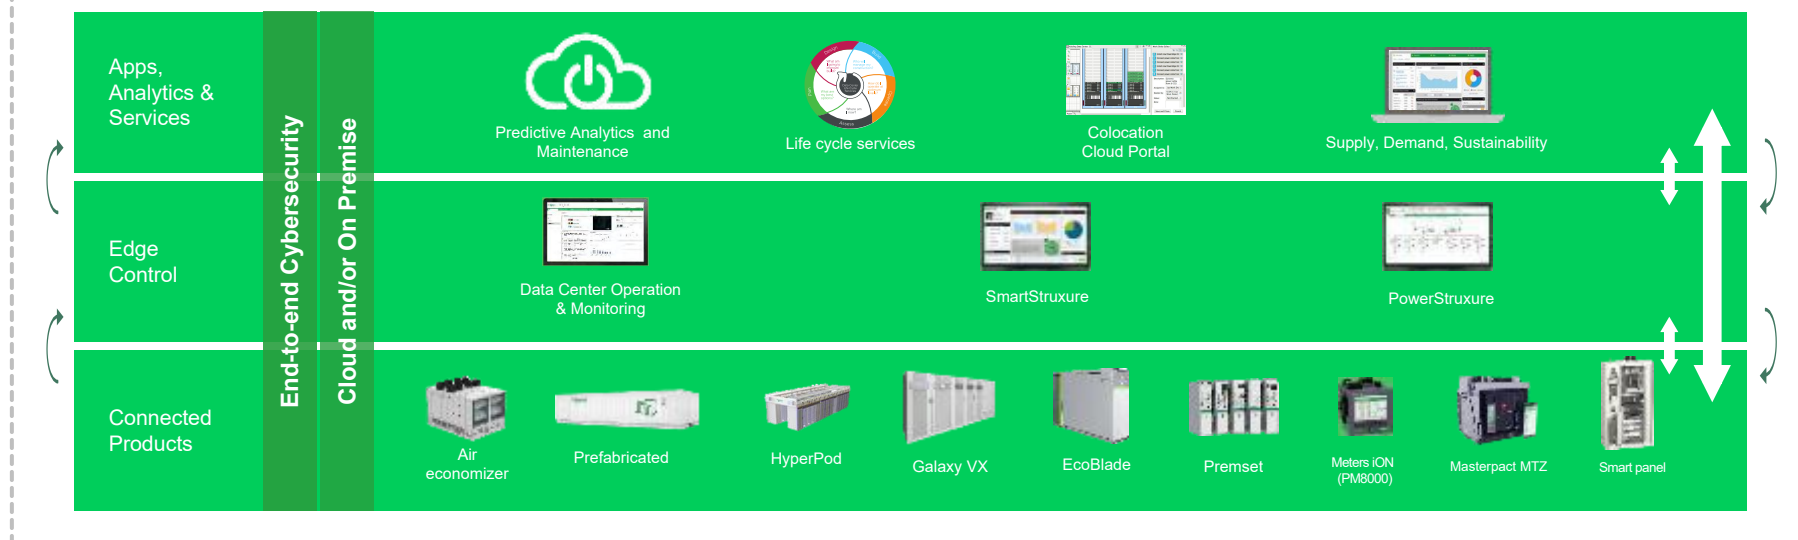 Apps,
Analytics &
Services
End-to-end Cybersecurity
Cloud and/or On Premise
Predictive Analytics and
Maintenance
Life cycle services
Colocation
Cloud Portal
Supply, Demand, Sustainability
Edge
Control
Data Center Operation
& Monitoring
SmartStruxure
PowerStruxure
Connected
Products
Air
economizer
Prefabricated
HyperPod
Galaxy VX
EcoBlade
Premset
Meters iON
(PM8000)
Masterpact MTZ
Smart panel